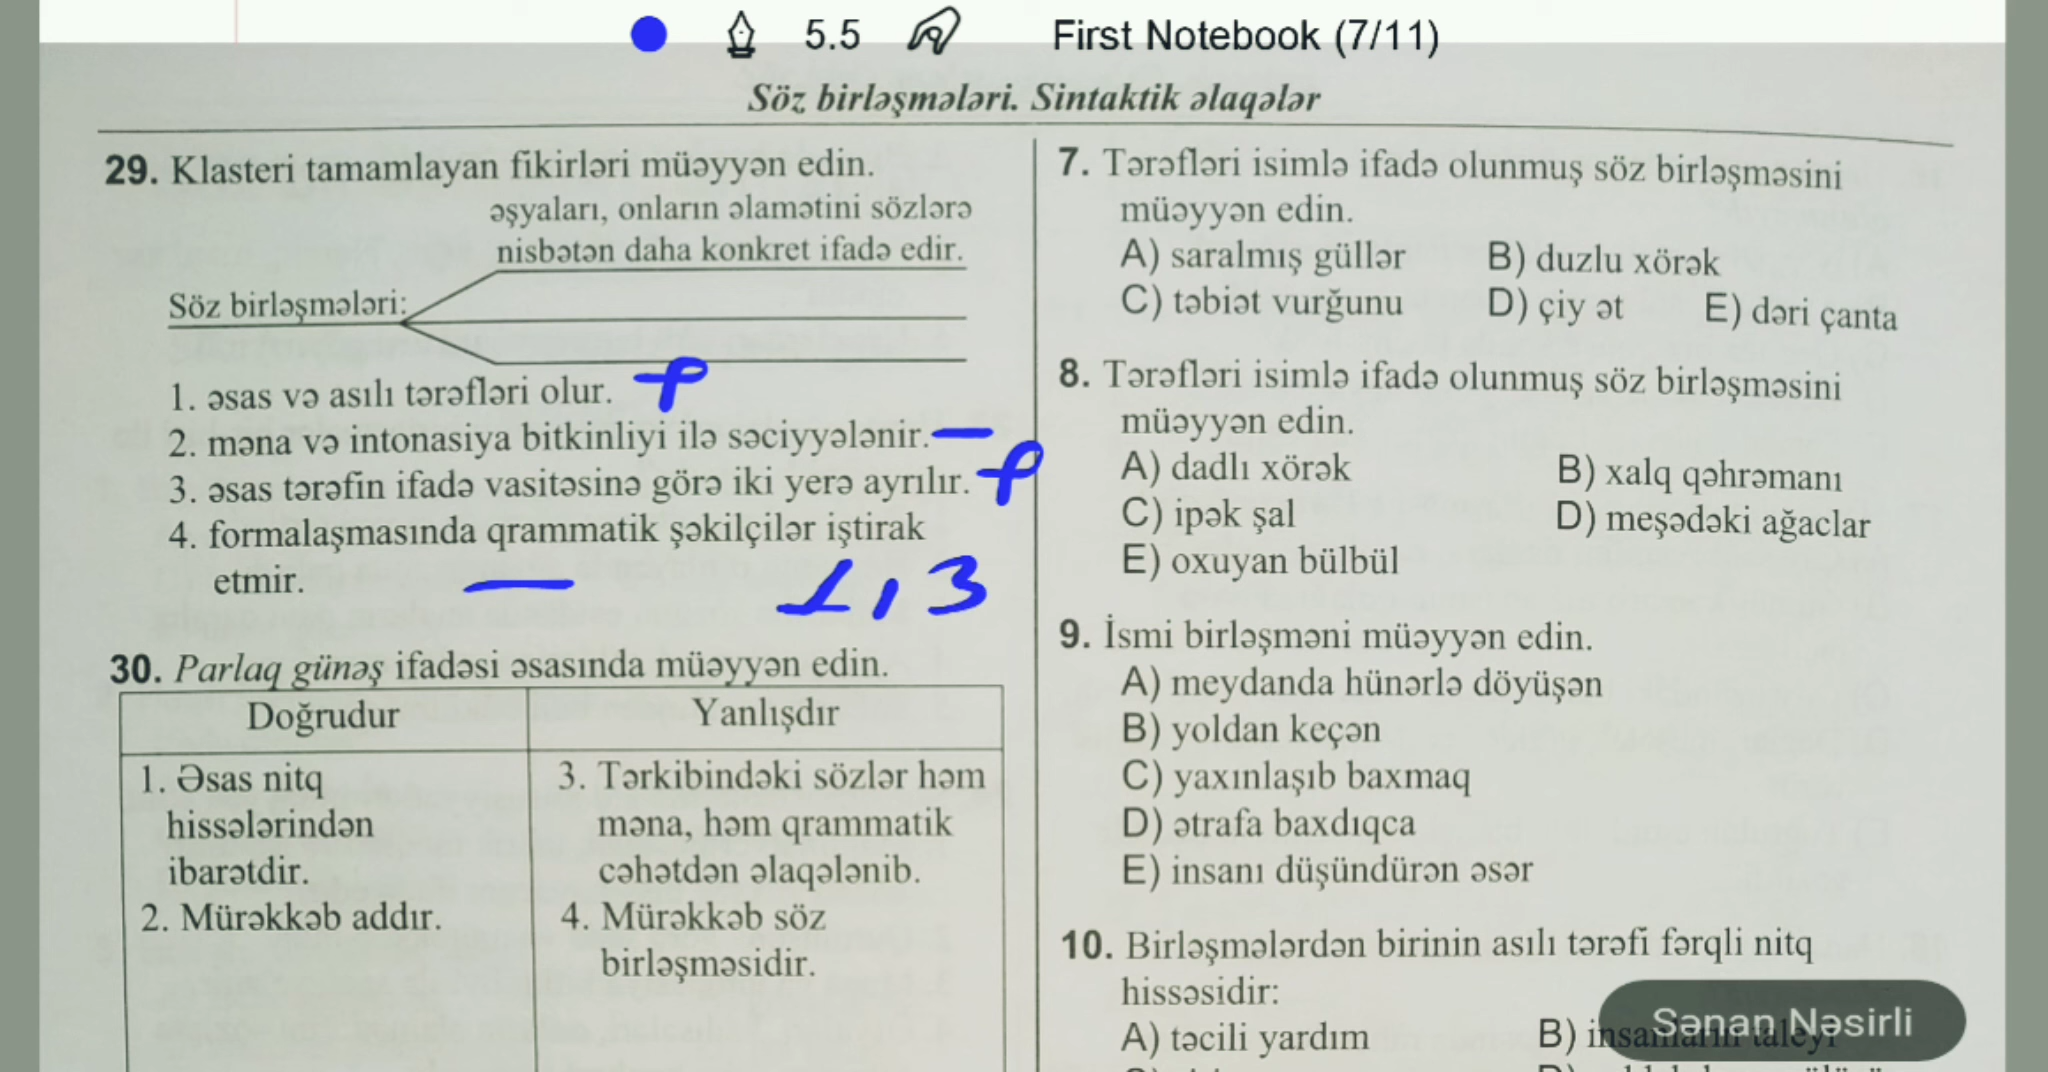 5.5 First Notebook (7/11)
Söz birləşmələri. Sintaktik əlaqələr
29. Klasteri tamamlayan fikirləri müəyyən edin.
əşyaları, onların əlamətini sözlərə
nisbətən daha konkret ifadə edir.
Söz birləşmələri:
1. əsas və asılı tərəfləri olur. +
2. məna və intonasiya bitkinliyi ilə səciyyələnir. –
3. əsas tərəfin ifadə vasitəsinə görə iki yerə ayrılır. +
4. formalaşmasında qrammatik şəkilçilər iştirak
etmir. –
1,3
30. Parlaq günəş ifadəsi əsasında müəyyən edin.
Doğrudur
Yanlışdır
1. Əsas nitq
hissələrindən
ibarətdir.
2. Mürəkkəb addır.
3. Tərkibindəki sözlər həm
məna, həm qrammatik
cəhətdən əlaqələnib.
4. Mürəkkəb söz
birləşməsidir.
7. Tərəfləri isimlə ifadə olunmuş söz birləşməsini
müəyyən edin.
A) saralmış güllər B) duzlu xörək
C) təbiət vurğunu D) çiy ət E) dəri çanta
8. Tərəfləri isimlə ifadə olunmuş söz birləşməsini
müəyyən edin.
A) dadlı xörək B) xalq qəhrəmanı
C) ipək şal D) meşədəki ağaclar
E) oxuyan bülbül
9. İsmi birləşməni müəyyən edin.
A) meydanda hünərlə döyüşən
B) yoldan keçən
C) yaxınlaşıb baxmaq
D) ətrafa baxdıqca
E) insanı düşündürən əsər
10. Birləşmələrdən birinin asılı tərəfi fərqli nitq
hissəsidir:
A) təcili yardım B) insanların taleyi
Sənan Nəsirli